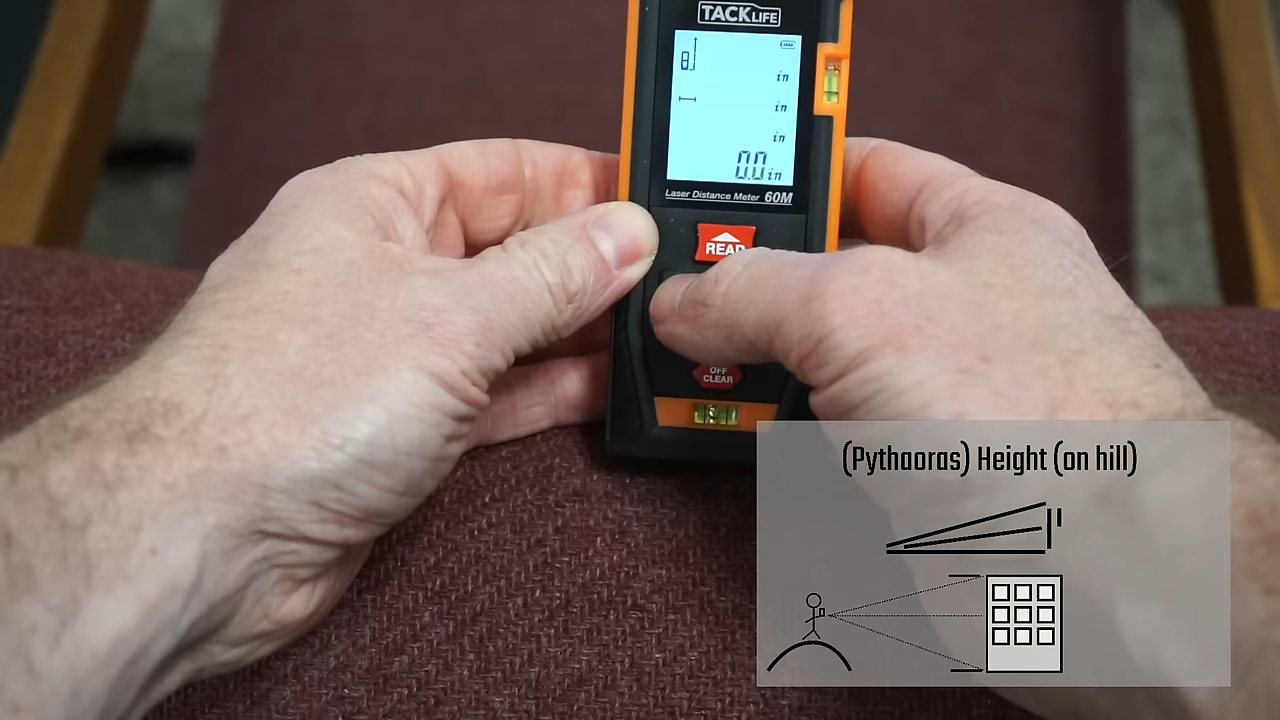 TACKLIFE
in
in
in
0.0 in
Laser Distance Meter 60M
READ
OFF
CLEAR
(Pythaoras) Height (on hill)